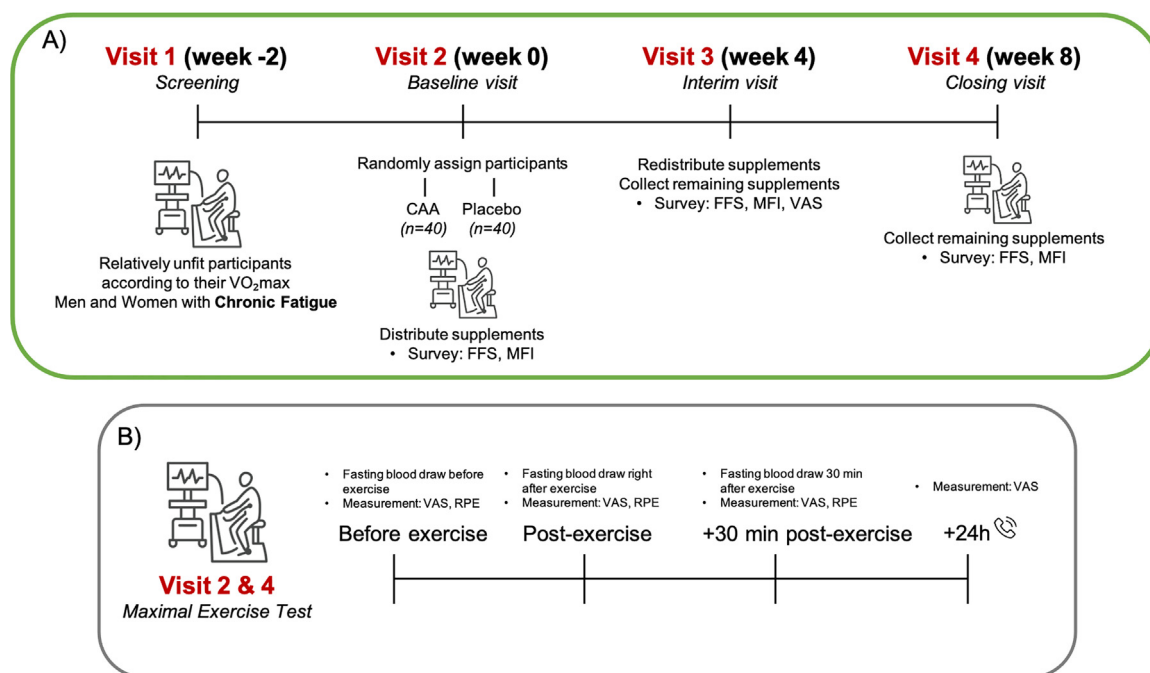 A)
Visit 1 (week -2)
Screening
Visit 2 (week 0)
Baseline visit
Visit 3 (week 4)
Interim visit
Visit 4 (week 8)
Closing visit
Relatively unfit participants
according to their VO₂max
Men and Women with Chronic Fatigue
Randomly assign participants
CAA
(n=40)
Placebo
(n=40)
Distribute supplements
• Survey: FFS, MFI
Redistribute supplements
Collect remaining supplements
• Survey: FFS, MFI, VAS
Collect remaining supplements
• Survey: FFS, MFI
B)
Visit 2 & 4
Maximal Exercise Test
• Fasting blood draw before
exercise
• Measurement: VAS, RPE
Before exercise
• Fasting blood draw right
after exercise
• Measurement: VAS, RPE
Post-exercise
• Fasting blood draw 30 min
after exercise
• Measurement: VAS, RPE
+30 min post-exercise
• Measurement: VAS
+24h